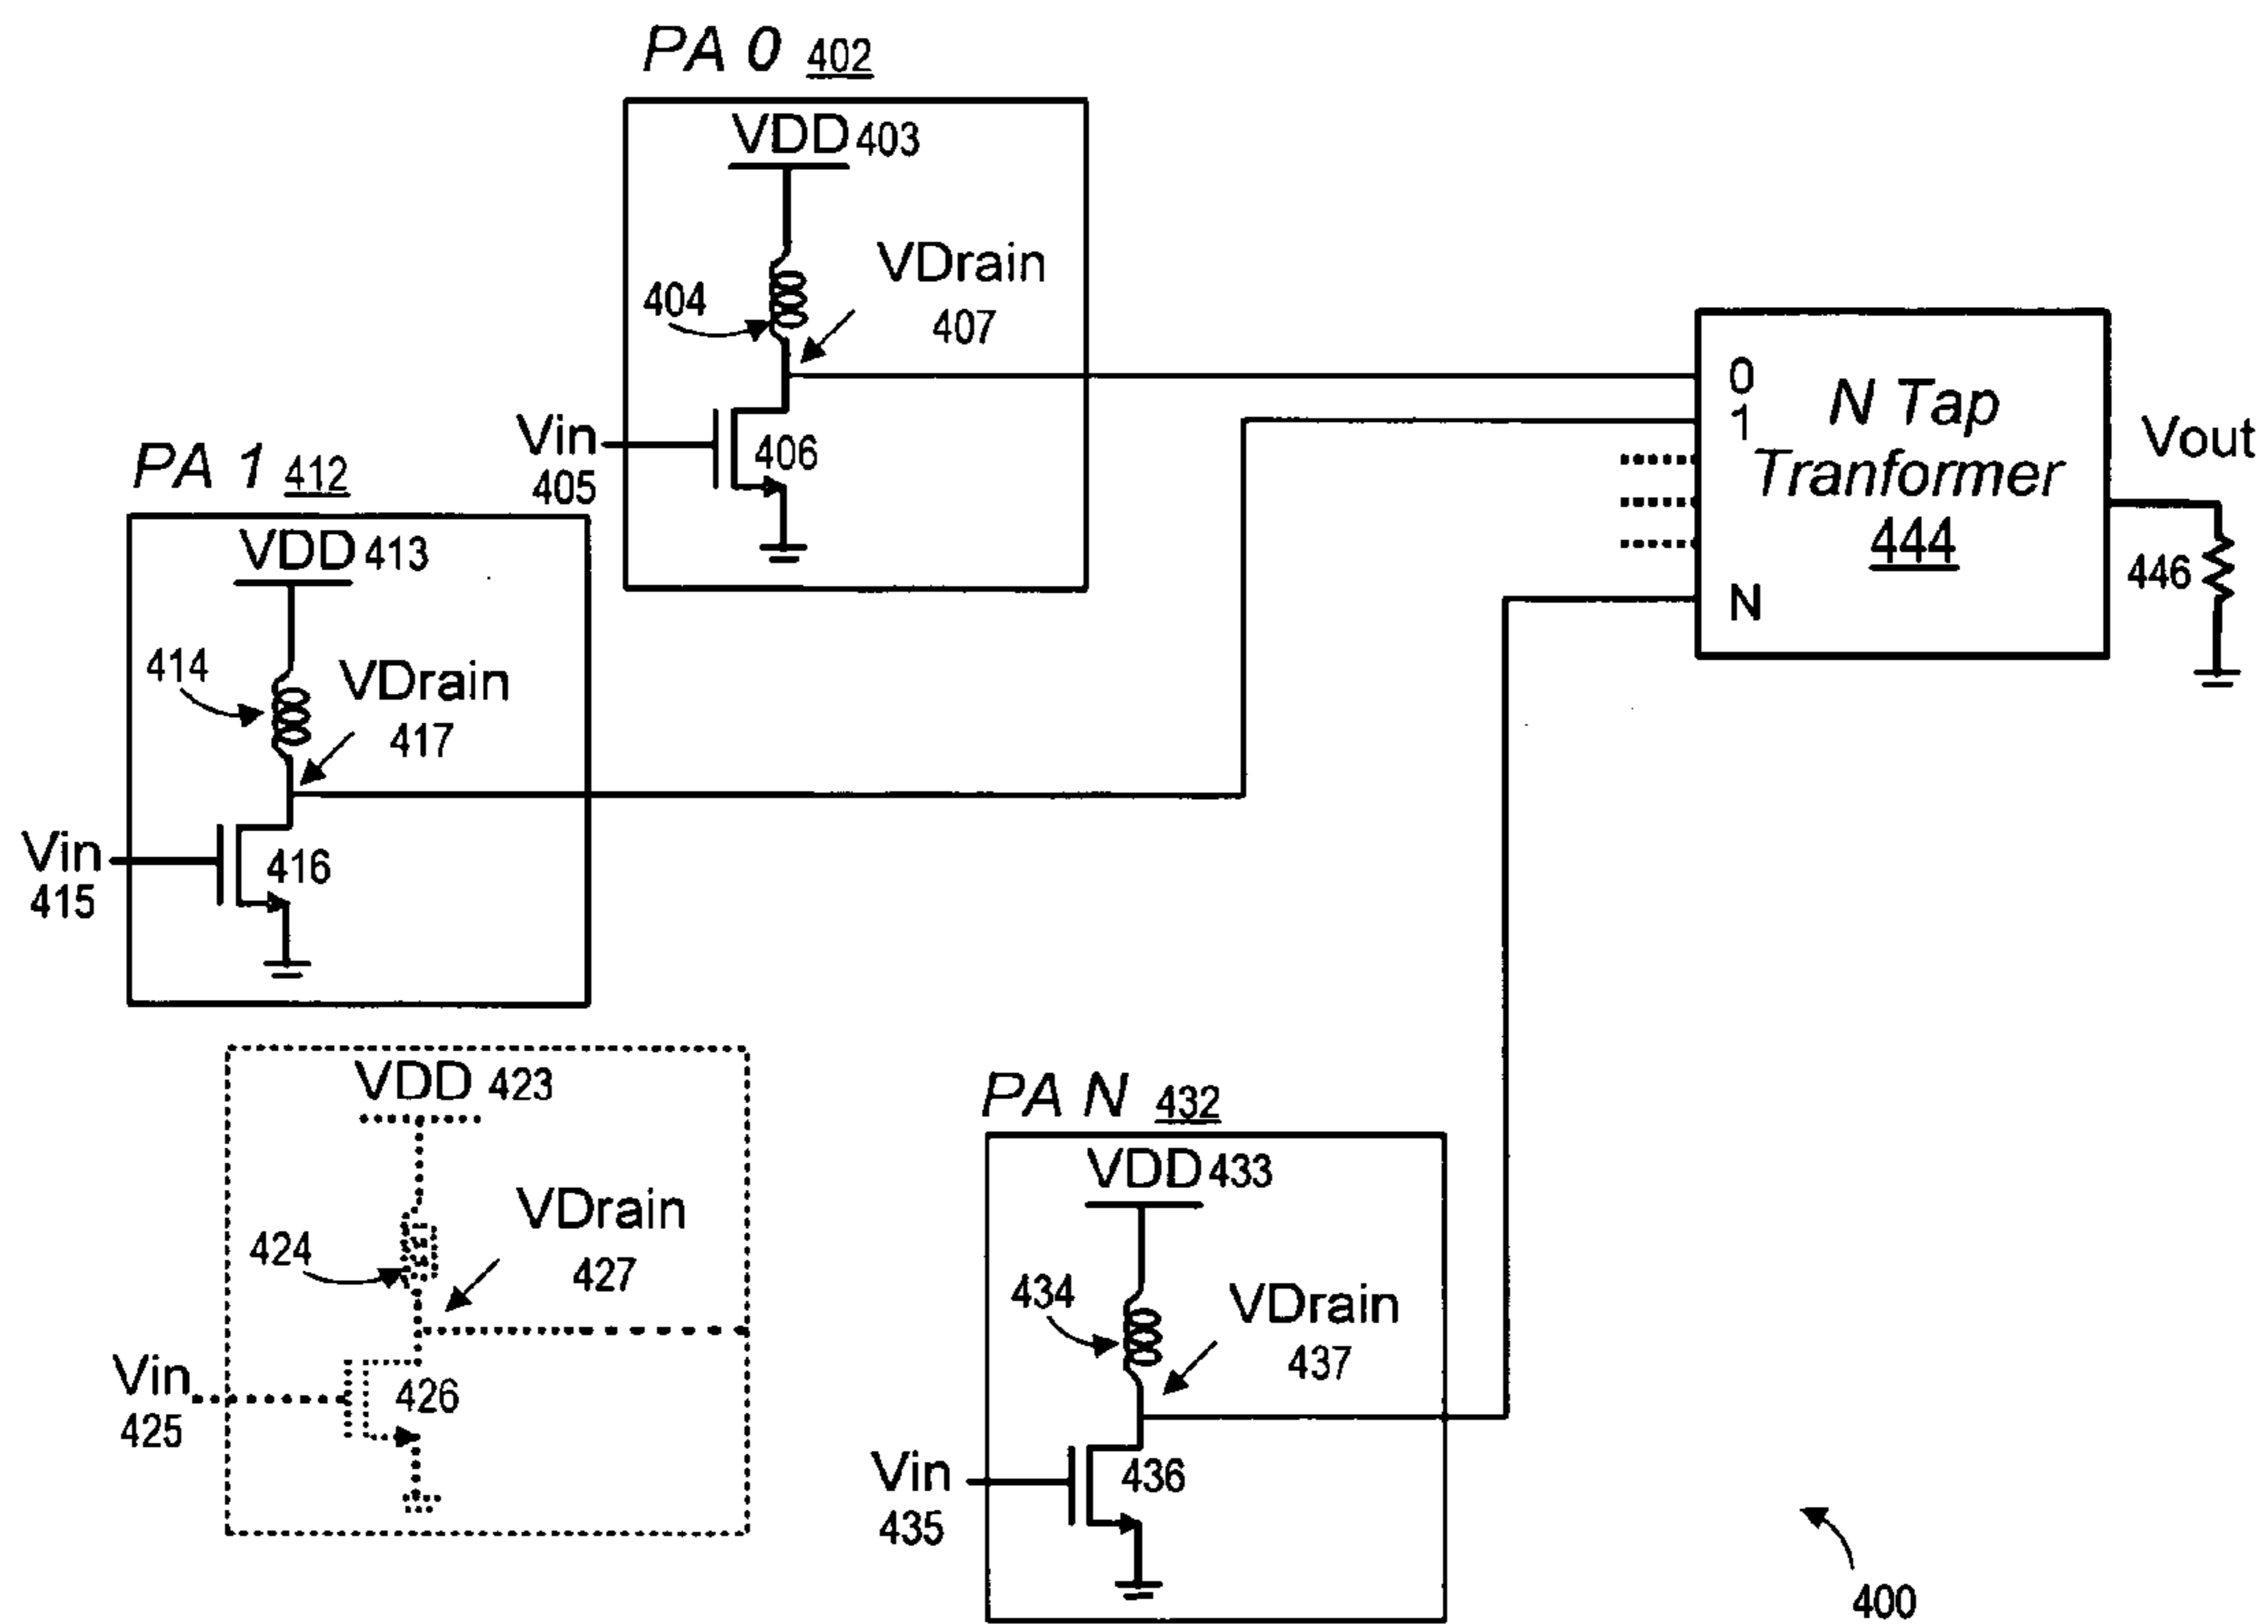 PA 0 402
VDD 403
VDrain
404
407
Vin
405
406
PA 1 412
VDD 413
VDrain
414
417
Vin
415
416
VDD 423
VDrain
424
427
Vin
425
426
PA N 432
VDD 433
VDrain
434
437
Vin
435
436
0
1
N
N Tap
Tranformer
444
Vout
446
400